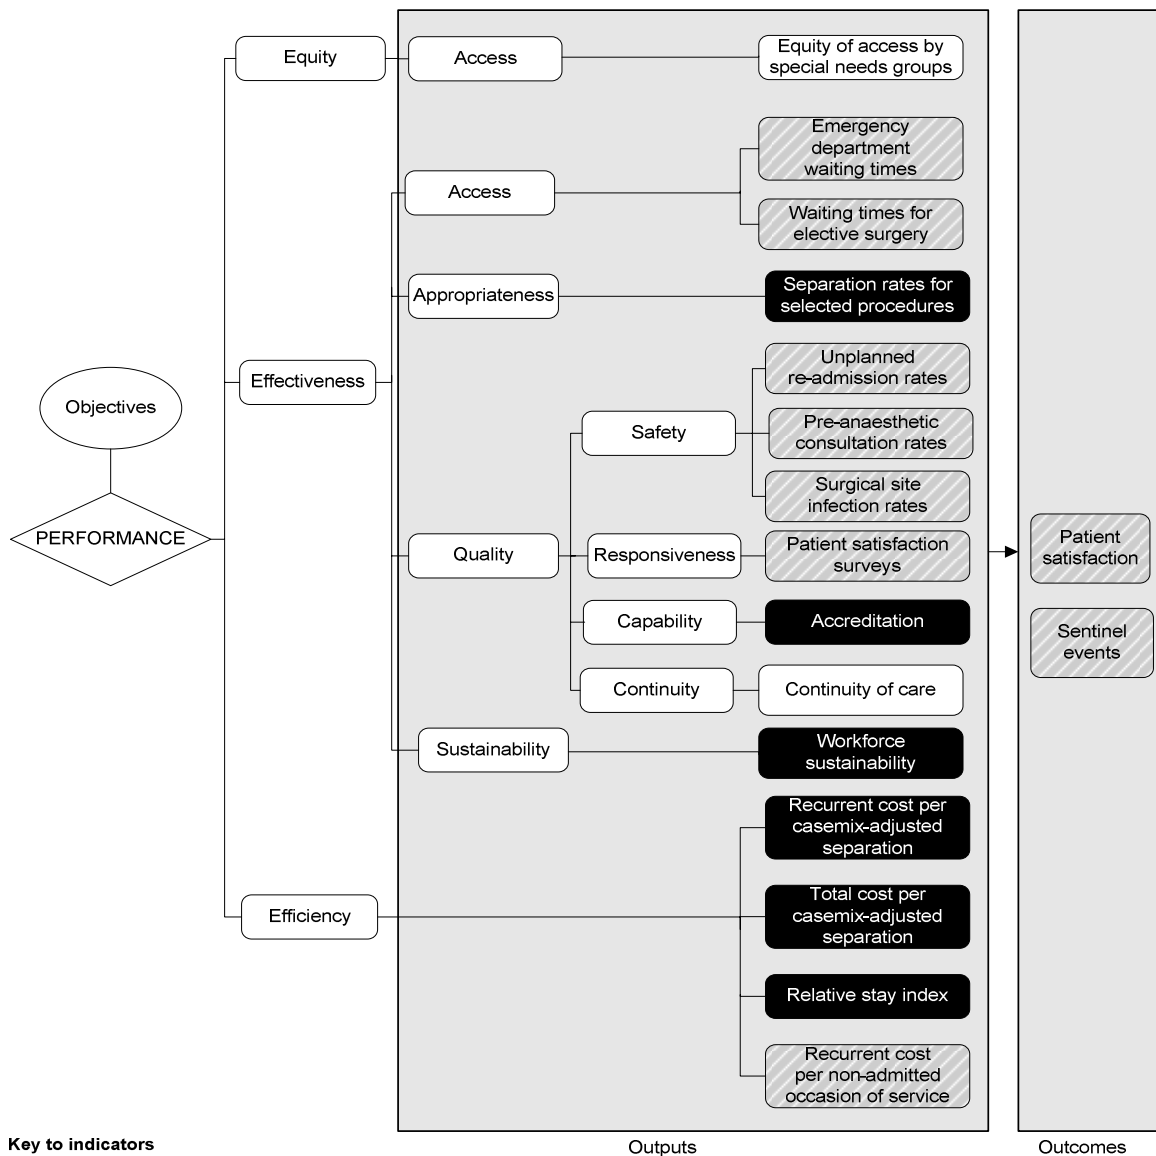 Equity
Access
Equity of access by
special needs groups
Emergency
department
waiting times
Access
Waiting times for
elective surgery
Appropriateness
Separation rates for
selected procedures
Unplanned
re-admission rates
Effectiveness
Objectives
Safety
Pre-anaesthetic
consultation rates
Surgical site
infection rates
PERFORMANCE
Quality
Responsiveness
Patient satisfaction
surveys
Patient
satisfaction
Capability
Accreditation
Sentinel
events
Continuity
Continuity of care
Sustainability
Workforce
sustainability
Recurrent cost per
casemix-adjusted
separation
Efficiency
Total cost per
casemix-adjusted
separation
Relative stay index
Recurrent cost
per non-admitted
occasion of service
Key to indicators
Outputs
Outcomes